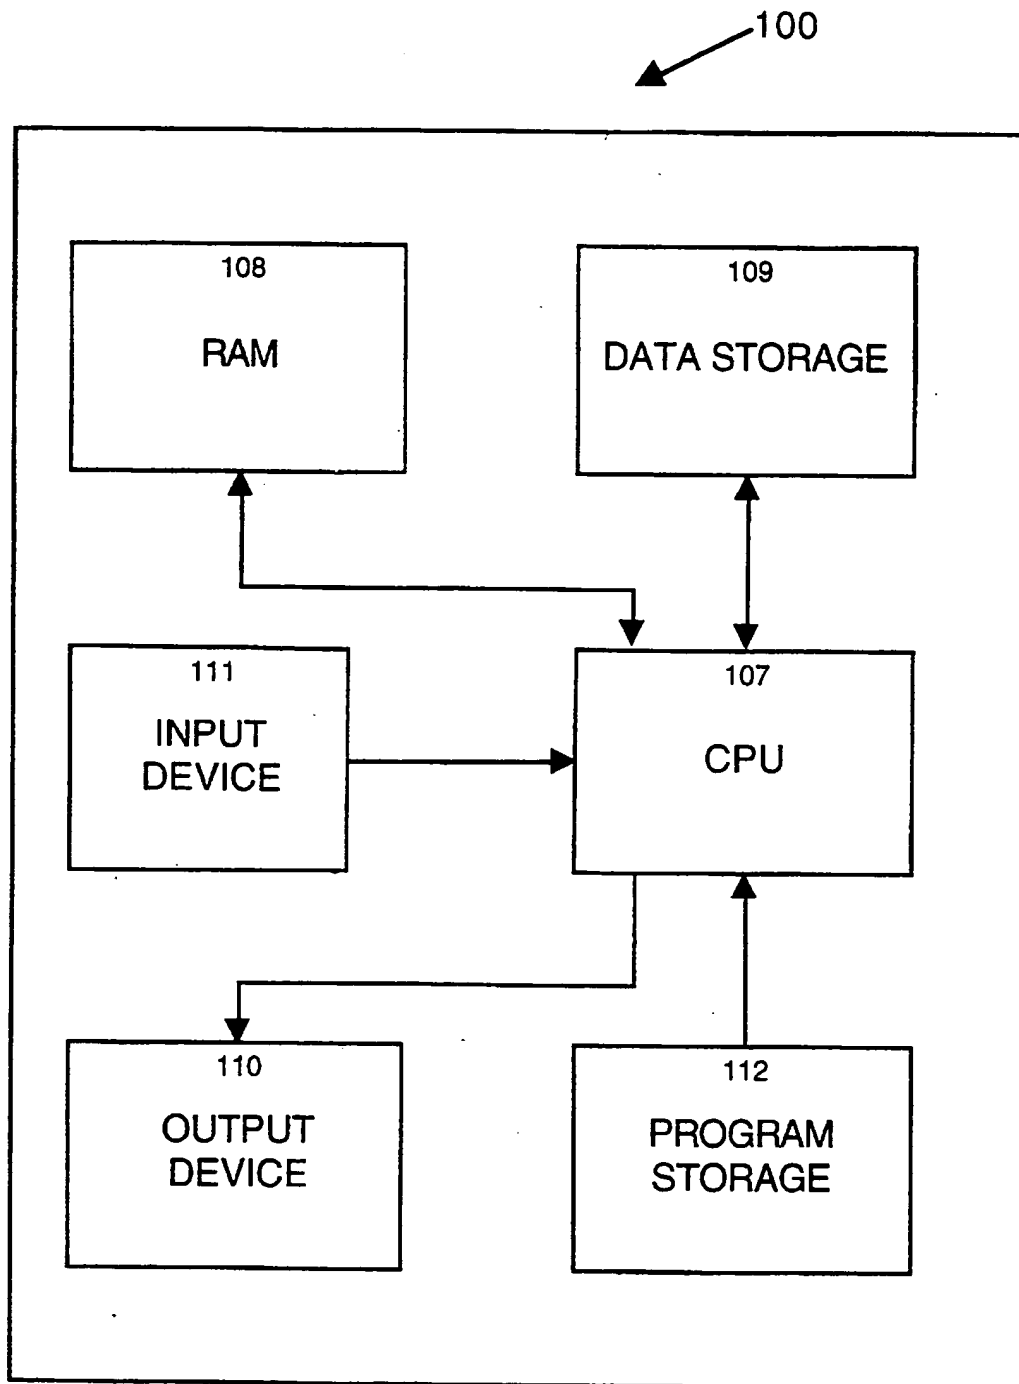 100
108
RAM
109
DATA STORAGE
111
INPUT
DEVICE
107
CPU
110
OUTPUT
DEVICE
112
PROGRAM
STORAGE